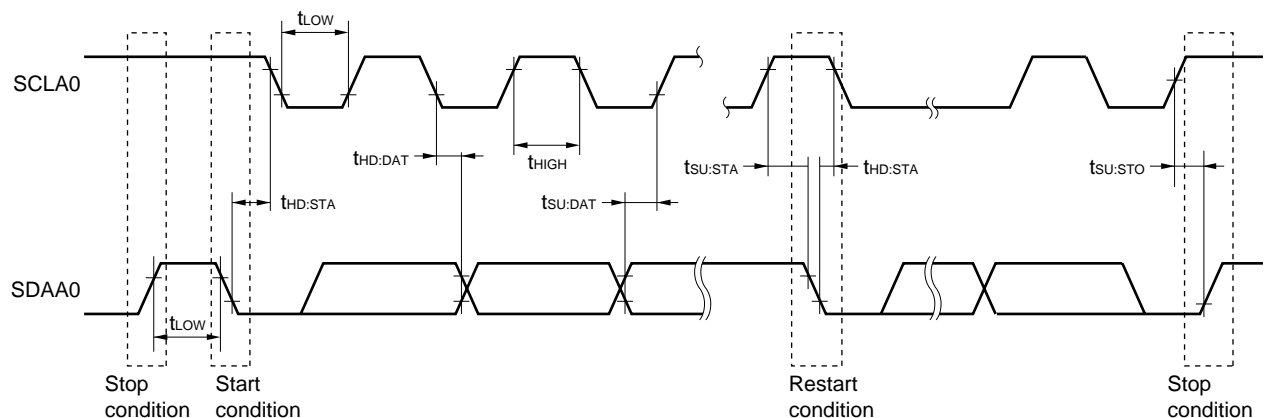 tLOW
SCLA0
tHD:DAT
tHIGH
tSU:STA
tHD:STA
tSU:STO
tHD:STA
tSU:DAT
SDAA0
tLOW
Stop
condition
Start
condition
Restart
condition
Stop
condition